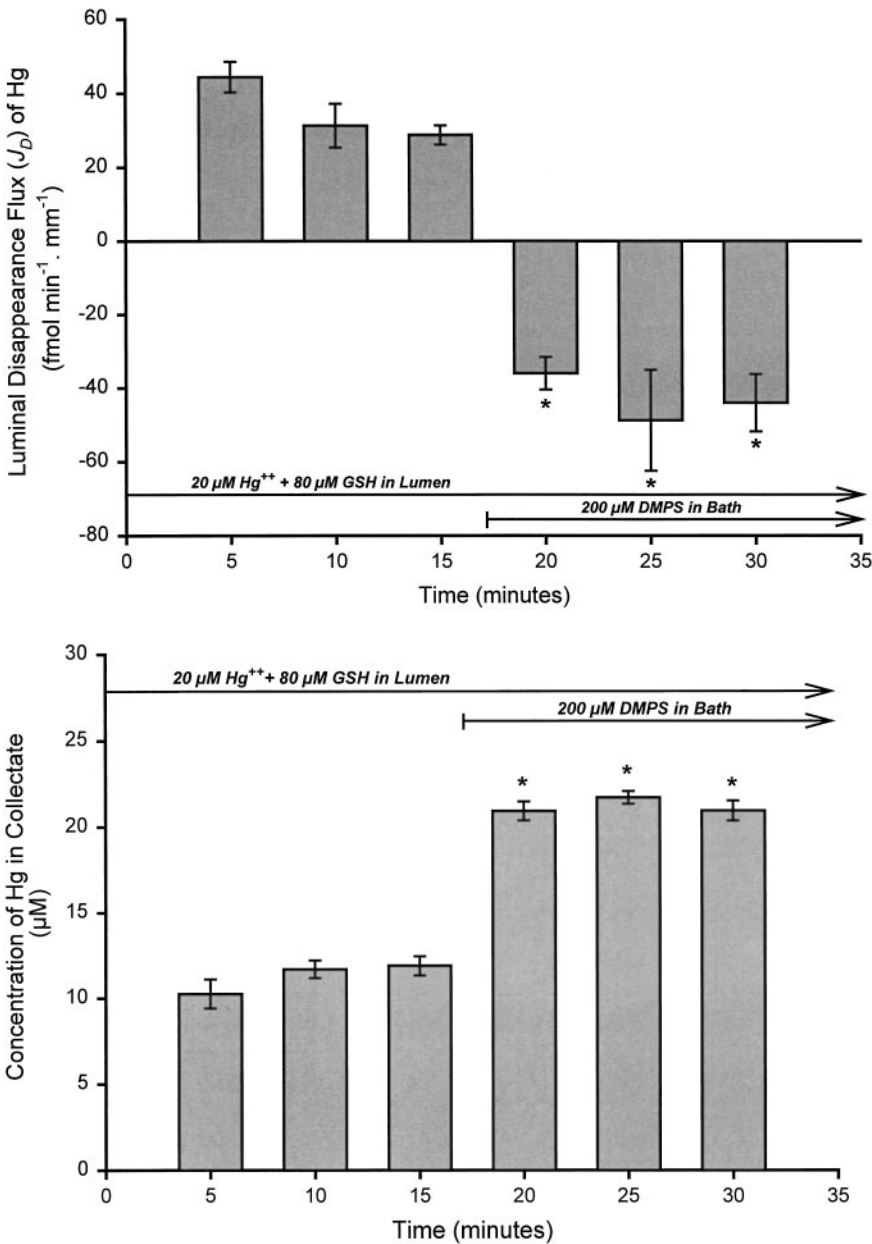 60
40
20
0
-20
-40
-60
-80
Luminal Disappearance Flux (J_D) of Hg
(fmol min⁻¹. mm⁻¹)
*
*
*
20 µM Hg⁺⁺ + 80 µM GSH in Lumen
200 µM DMPS in Bath
0 5 10 15 20 25 30 35
Time (minutes)
30
25
20
15
10
5
0
Concentration of Hg in Collectate
(µM)
20 µM Hg⁺⁺+ 80 µM GSH in Lumen
200 µM DMPS in Bath
* * *
0 5 10 15 20 25 30 35
Time (minutes)